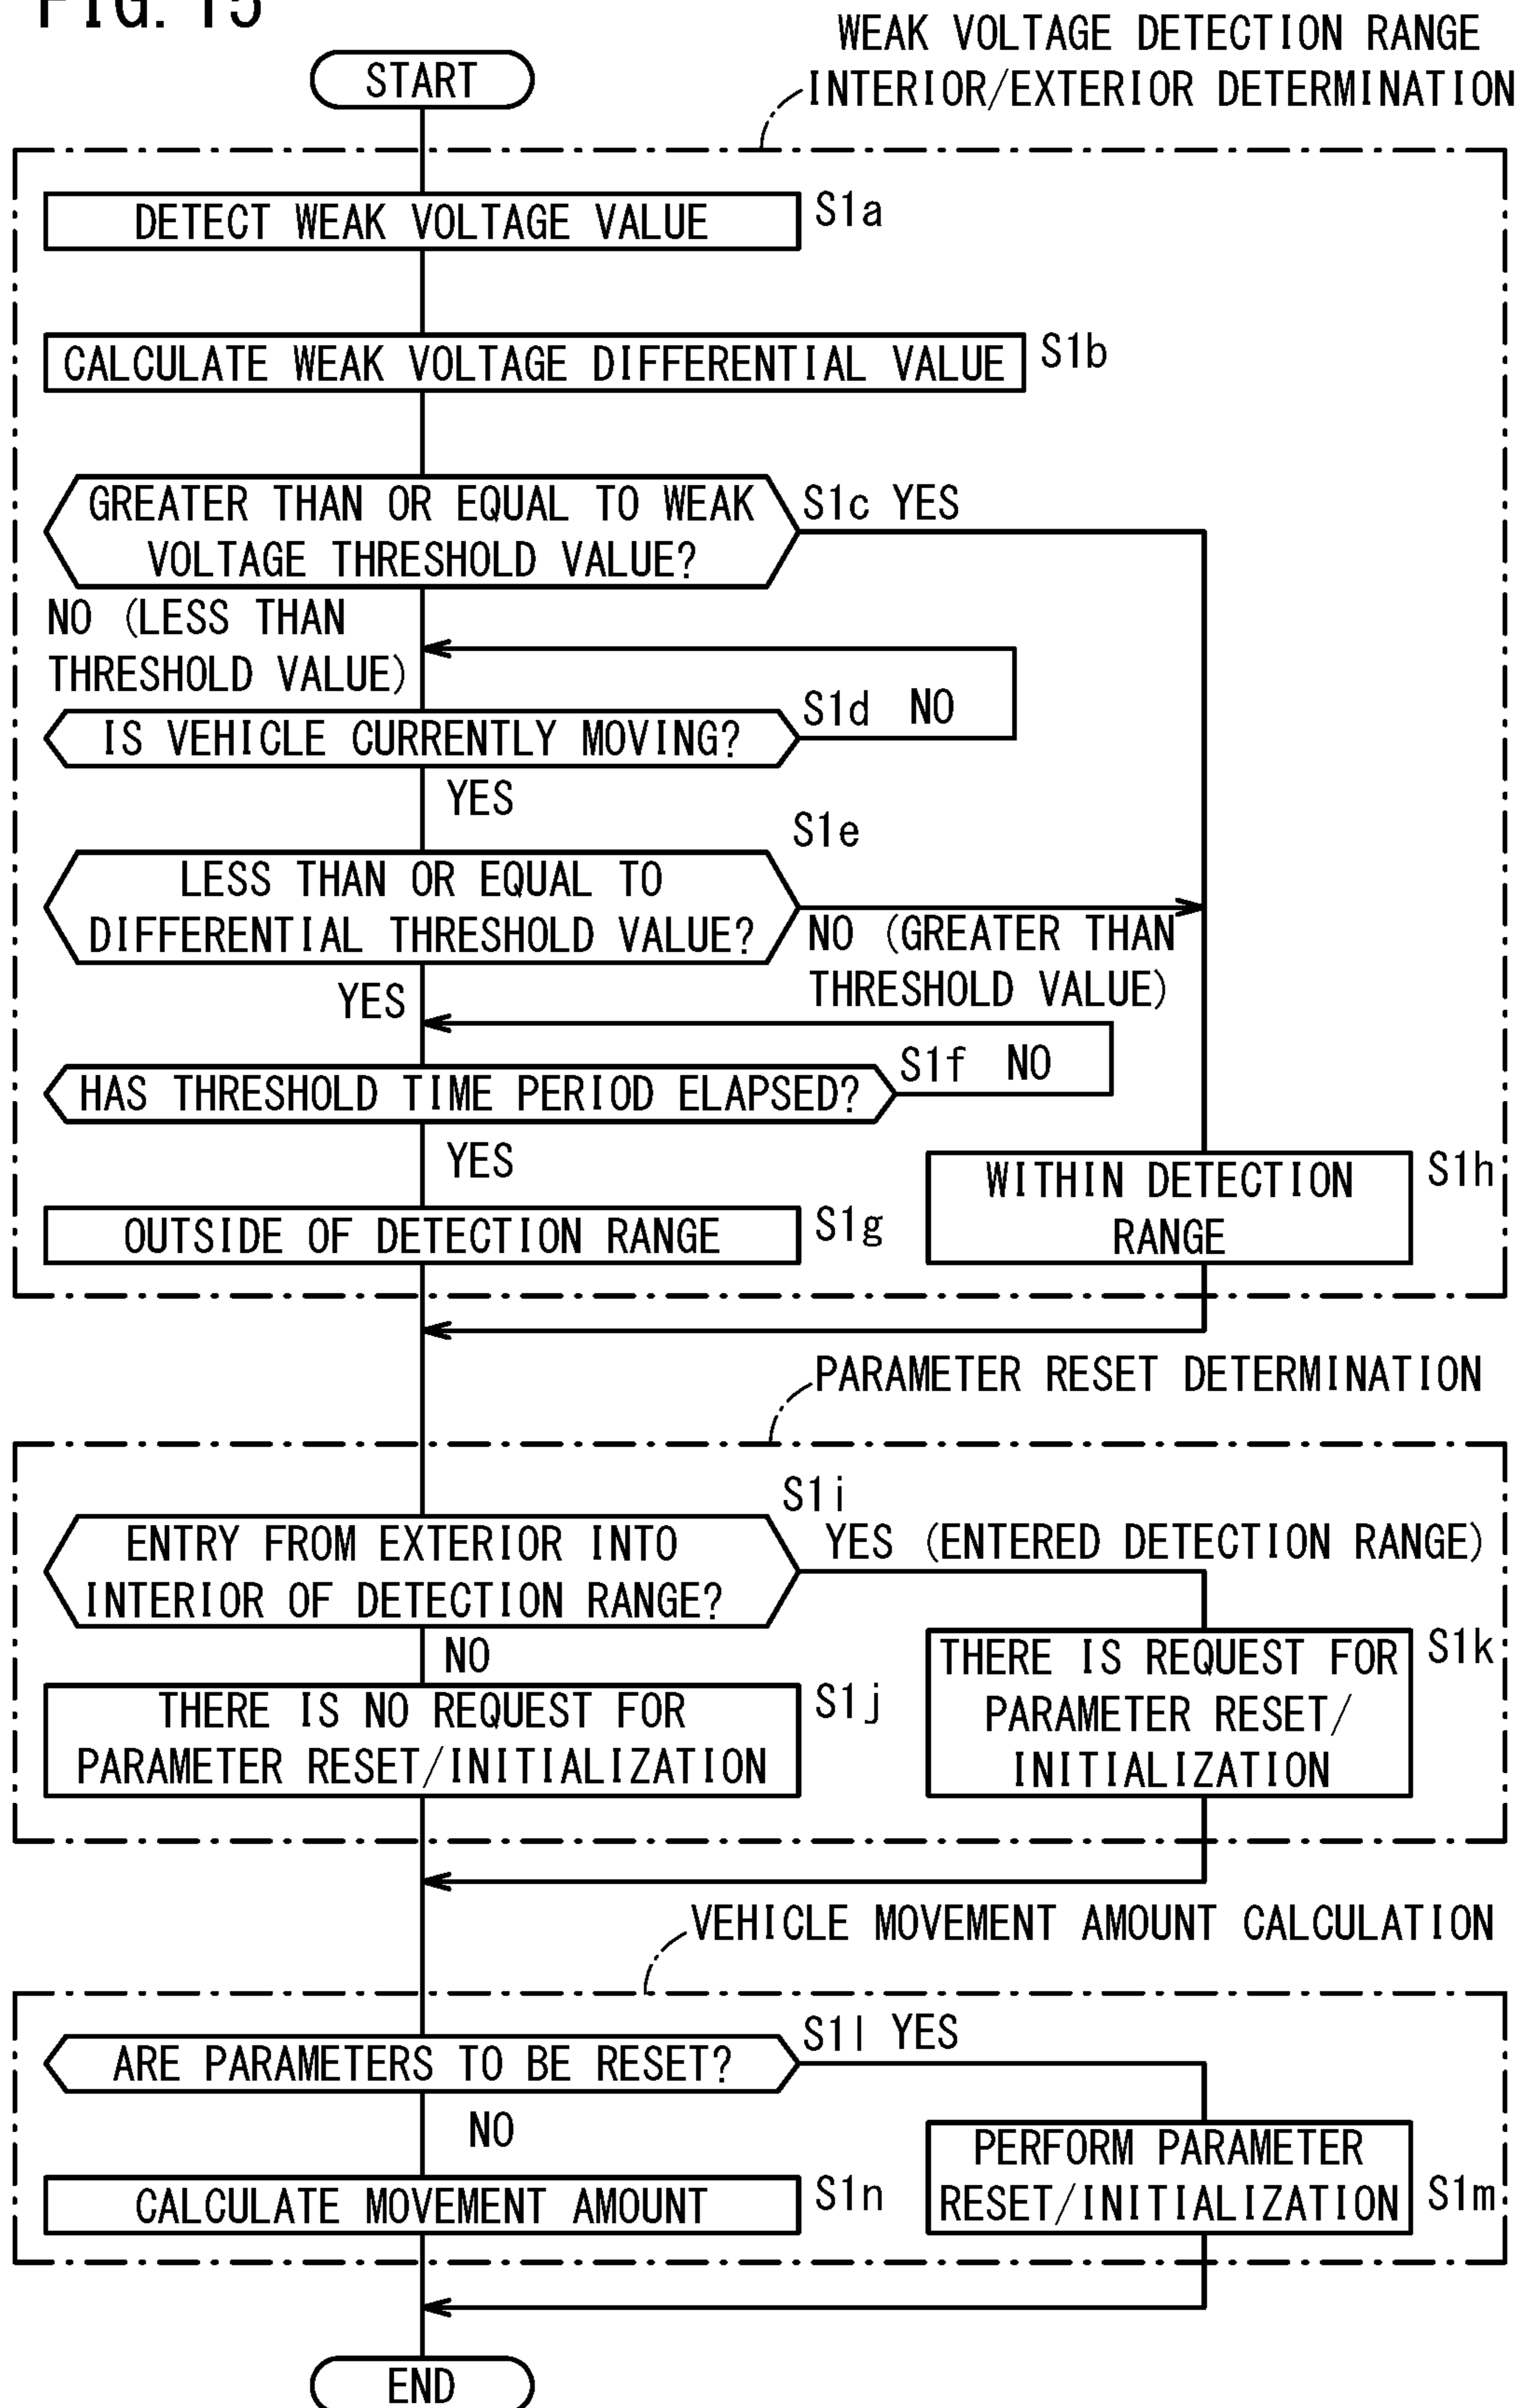 FIG. 15
WEAK VOLTAGE DETECTION RANGE
INTERIOR/EXTERIOR DETERMINATION
START
DETECT WEAK VOLTAGE VALUE
S1a
CALCULATE WEAK VOLTAGE DIFFERENTIAL VALUE
S1b
GREATER THAN OR EQUAL TO WEAK
VOLTAGE THRESHOLD VALUE?
S1c YES
NO (LESS THAN
THRESHOLD VALUE)
IS VEHICLE CURRENTLY MOVING?
S1d NO
YES
S1e
LESS THAN OR EQUAL TO
DIFFERENTIAL THRESHOLD VALUE?
NO (GREATER THAN
THRESHOLD VALUE)
YES
HAS THRESHOLD TIME PERIOD ELAPSED?
S1f NO
YES
OUTSIDE OF DETECTION RANGE
S1g
WITHIN DETECTION
RANGE
S1h
PARAMETER RESET DETERMINATION
S1i
ENTRY FROM EXTERIOR INTO
INTERIOR OF DETECTION RANGE?
YES (ENTERED DETECTION RANGE)
NO
THERE IS NO REQUEST FOR
PARAMETER RESET/INITIALIZATION
S1j
THERE IS REQUEST FOR
PARAMETER RESET/
INITIALIZATION
S1k
VEHICLE MOVEMENT AMOUNT CALCULATION
ARE PARAMETERS TO BE RESET?
S1l YES
NO
CALCULATE MOVEMENT AMOUNT
S1n
PERFORM PARAMETER
RESET/INITIALIZATION
S1m
END